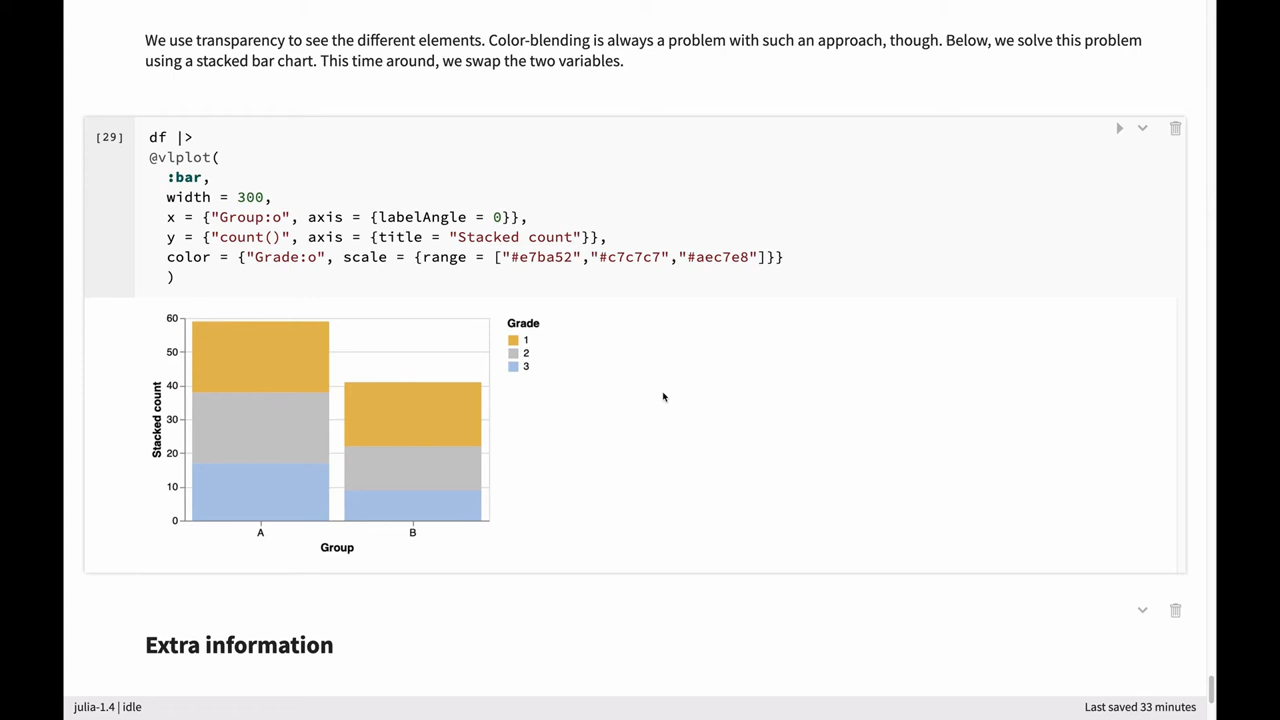 We use transparency to see the different elements. Color-blending is always a problem with such an approach, though. Below, we solve this problem
using a stacked bar chart. This time around, we swap the two variables.
[29]
df |>
@vlplot(
:bar,
width = 300,
x = {"Group:o", axis = {labelAngle = 0}},
y = {"count()", axis = {title = "Stacked count"}},
color = {"Grade:o", scale = {range = ["#e7ba52","#c7c7c7","#aec7e8"]}}
)
60
50
40
30
20
10
0
Stacked count
A
B
Group
Grade
1
2
3
Extra information
julia-1.4 | idle
Last saved 33 minutes